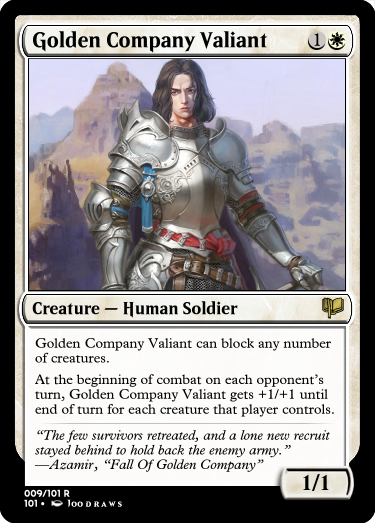 Golden Company Valiant 1
Creature — Human Soldier
Golden Company Valiant can block any number
of creatures.
At the beginning of combat on each opponent's
turn, Golden Company Valiant gets +1/+1 until
end of turn for each creature that player controls.
“The few survivors retreated, and a lone new recruit
stayed behind to hold back the enemy army.”
—Azamir, “Fall Of Golden Company”
1/1
009/101 R
101 • JOODRAWS